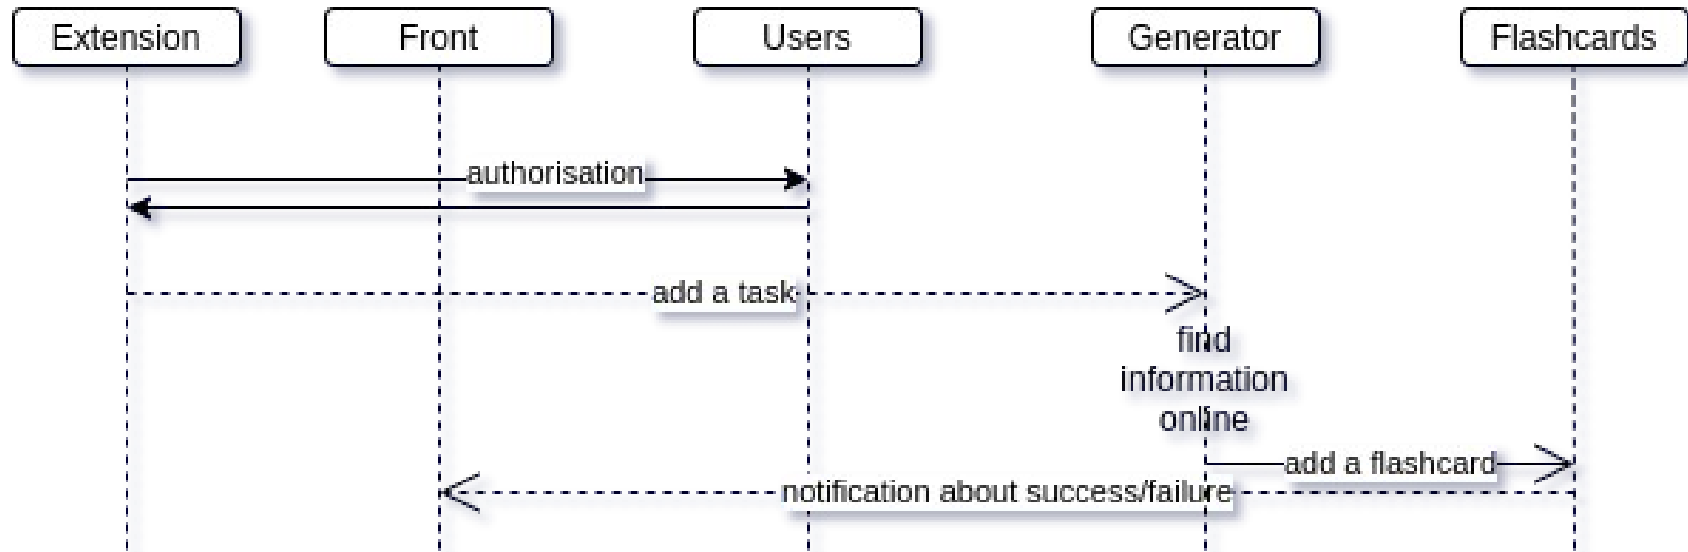 Extension
Front
Users
Generator
Flashcards
authorisation
add a task
find
information
online
add a flashcard
notification about success/failure